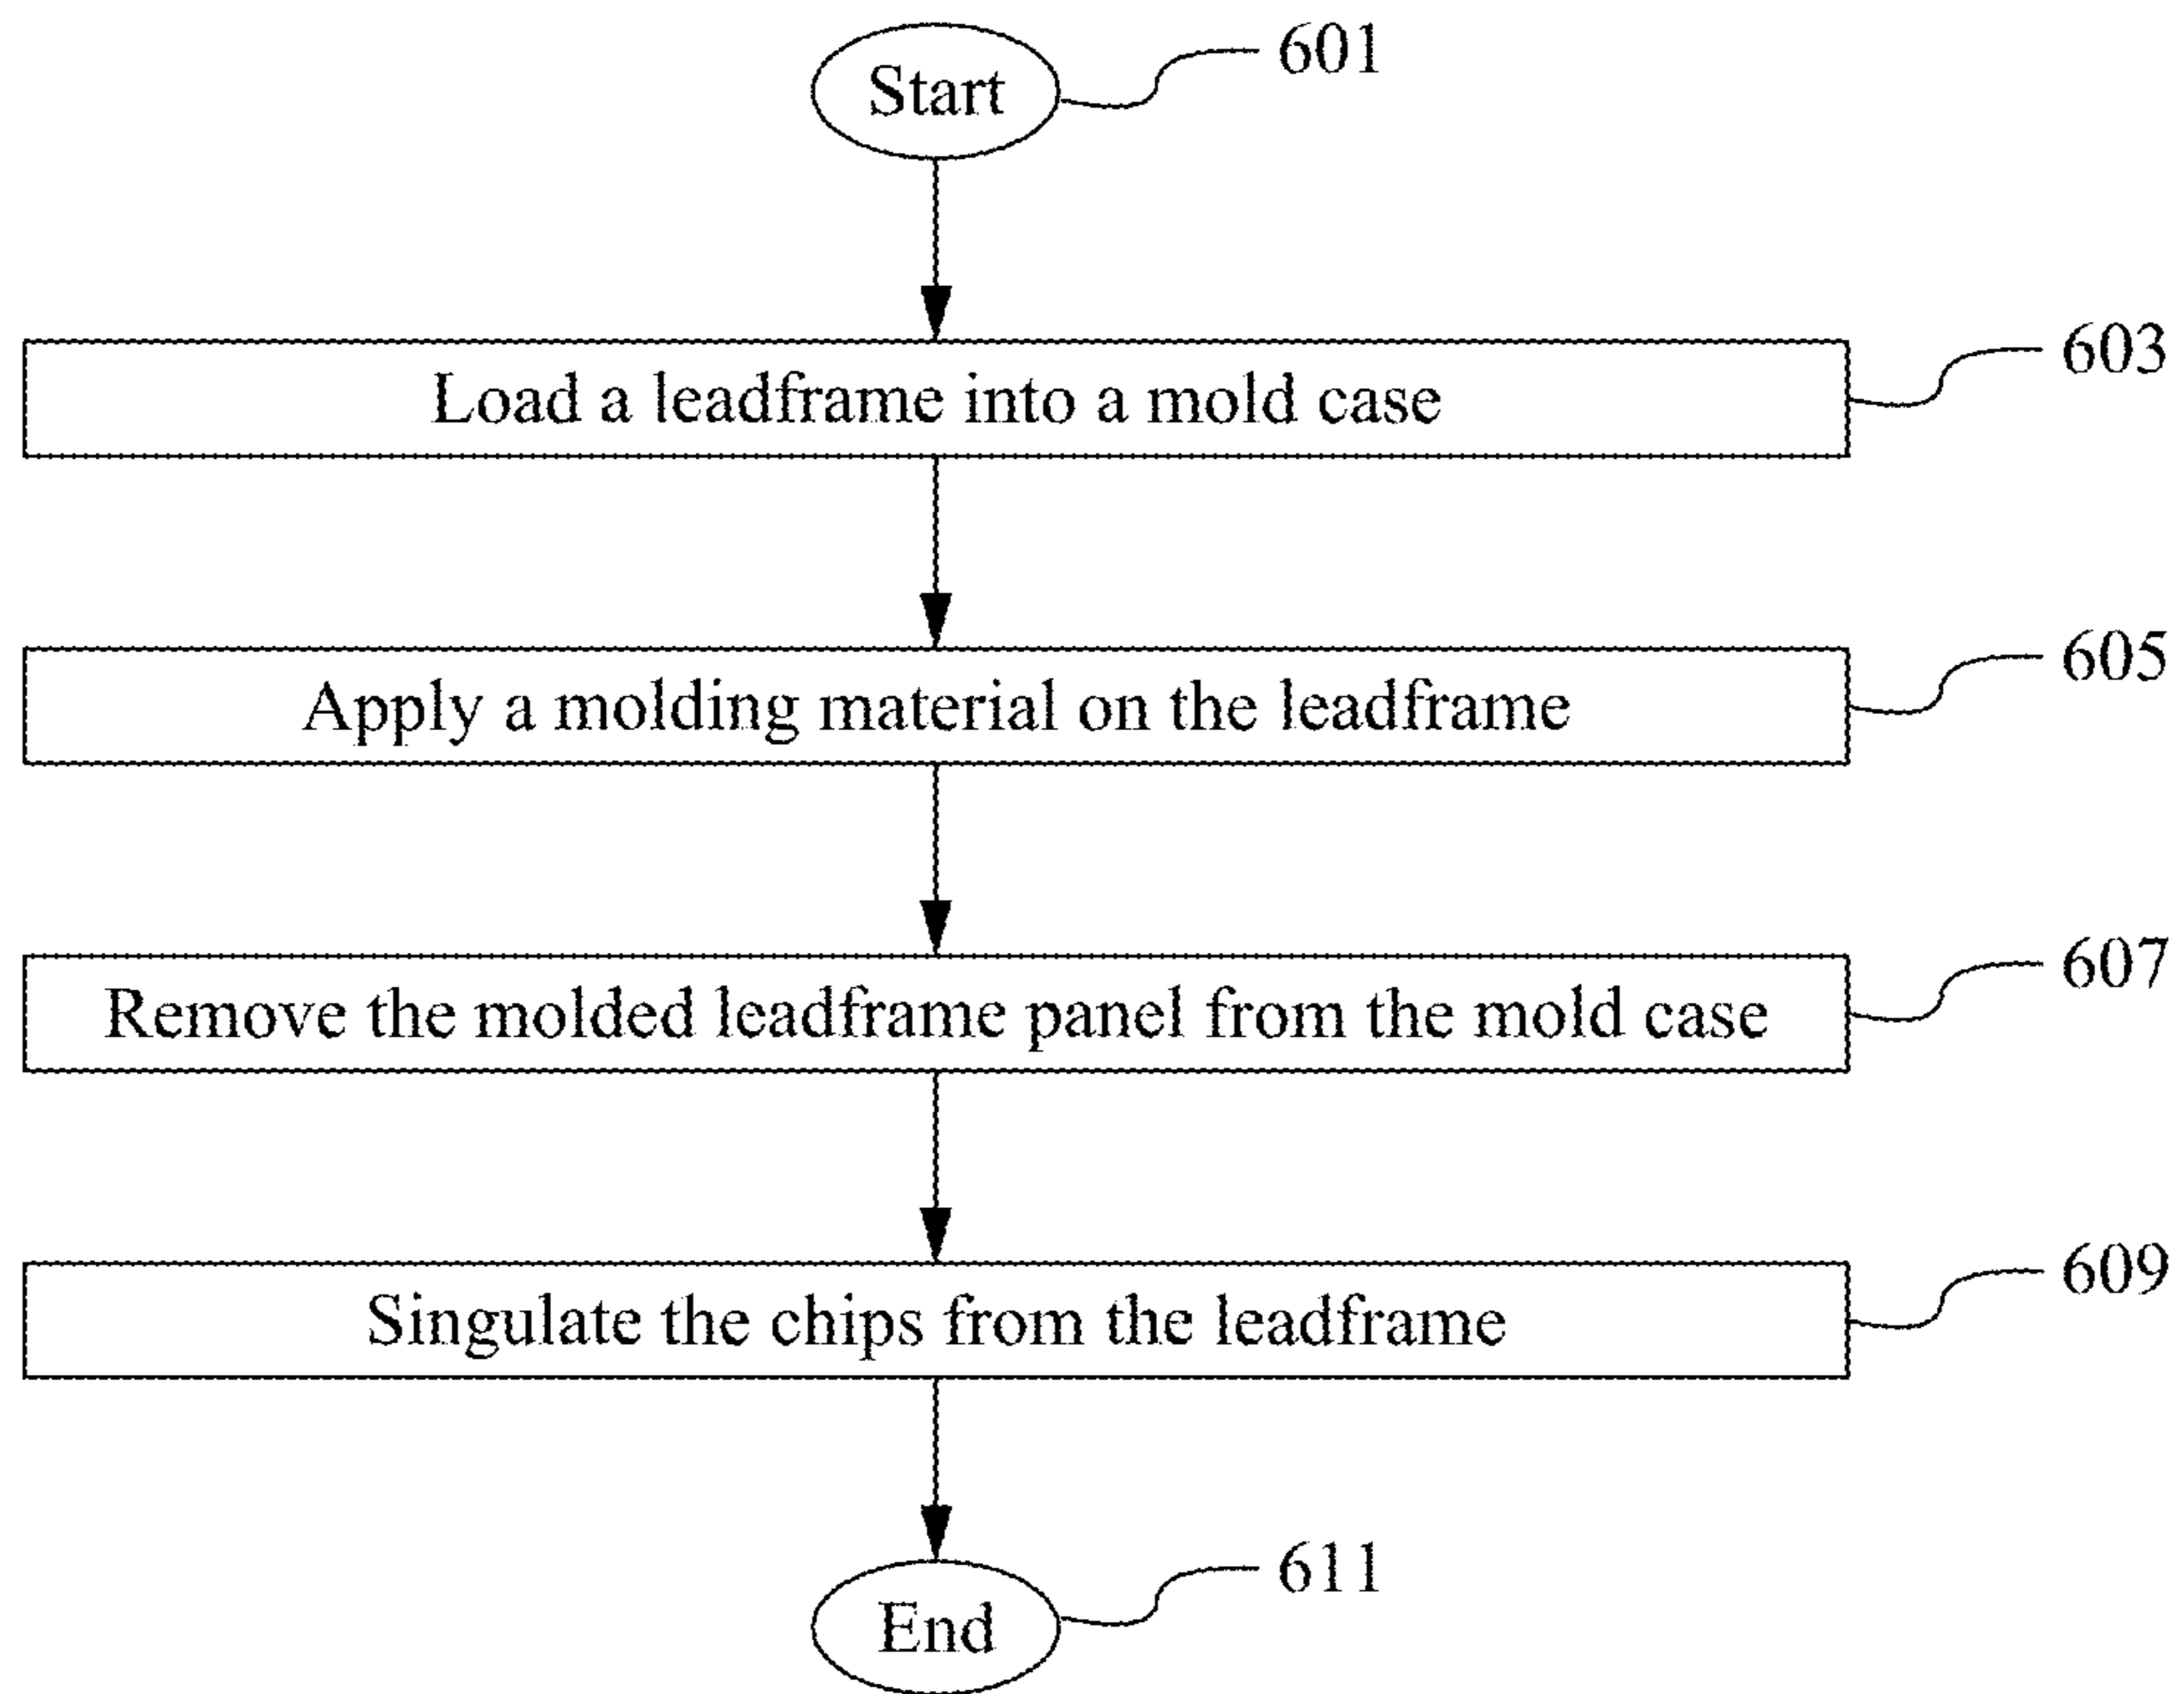 Start
601
Load a leadframe into a mold case
603
Apply a molding material on the leadframe
605
Remove the molded leadframe panel from the mold case
607
Singulate the chips from the leadframe
609
End
611